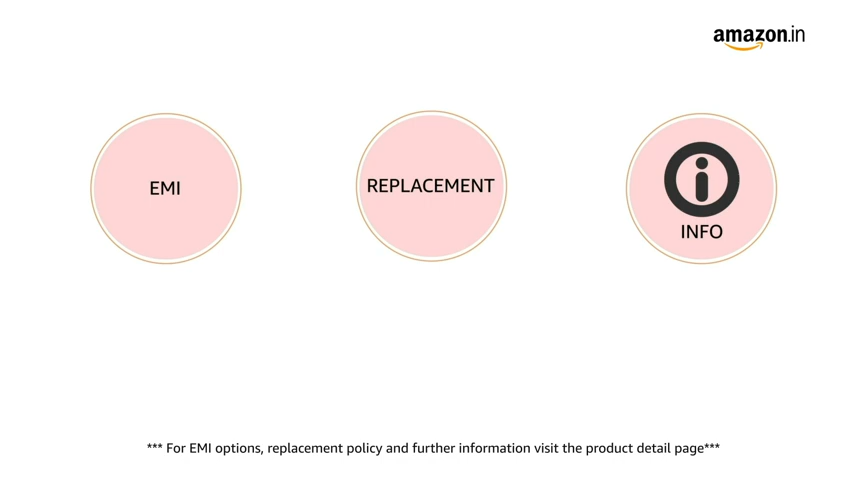 amazon.in
EMI
REPLACEMENT
INFO
*** For EMI options, replacement policy and further information visit the product detail page***